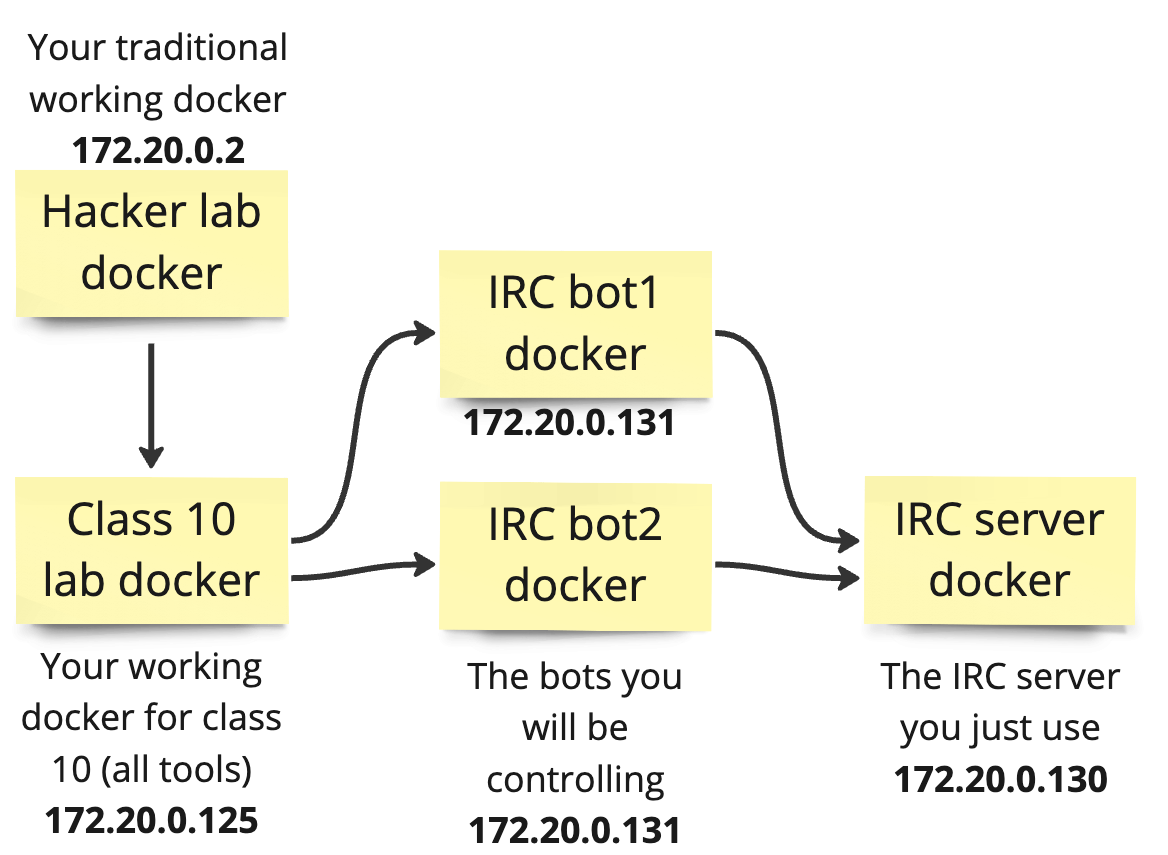 Your traditional
working docker
172.20.0.2
Hacker lab
docker
Class 10
lab docker
Your working
docker for class
10 (all tools)
172.20.0.125
IRC bot1
docker
172.20.0.131
IRC bot2
docker
The bots you
will be
controlling
172.20.0.131
IRC server
docker
The IRC server
you just use
172.20.0.130